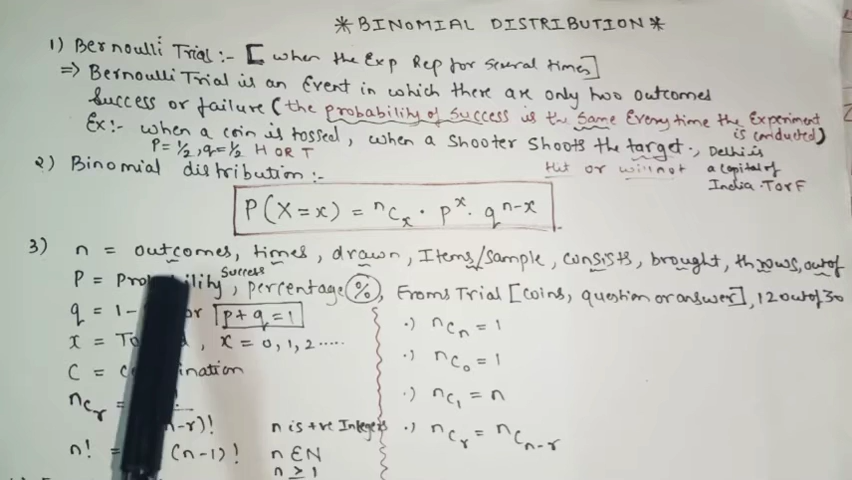 *BINOMIAL DISTRIBUTION*
1) Bernoulli Trial :- [when the Exp Rep for several times]
⇒ Bernoulli Trial is an Event in which there are only two outcomes
Success or failure (the probability of success is the same Every time the Experiment is conducted)
Ex:- when a coin is tossed, when a shooter shoots the target., Delhi is
P = 1/2, q = 1/2 H OR T
Hit or will not
a capital of
India. T or F
2) Binomial distribution :-
P(X=x) = ⁿCₓ · pˣ · qⁿ⁻ˣ
3) n = outcomes, times, drawn, Items/sample, consists, brought, throws, out of
P = Probability success, percentage (%), From Trial [coins, question or answer], 12 out of 30
q = 1- or p+q=1
x = , x = 0, 1, 2 .....
C =
ⁿCᵣ =
n! = (n-1)!
n is +ve Integers
n ∈ N
n ≥ 1
·) ⁿCₙ = 1
·) ⁿC₀ = 1
·) ⁿC₁ = n
·) ⁿCᵣ = ⁿCₙ₋ᵣ